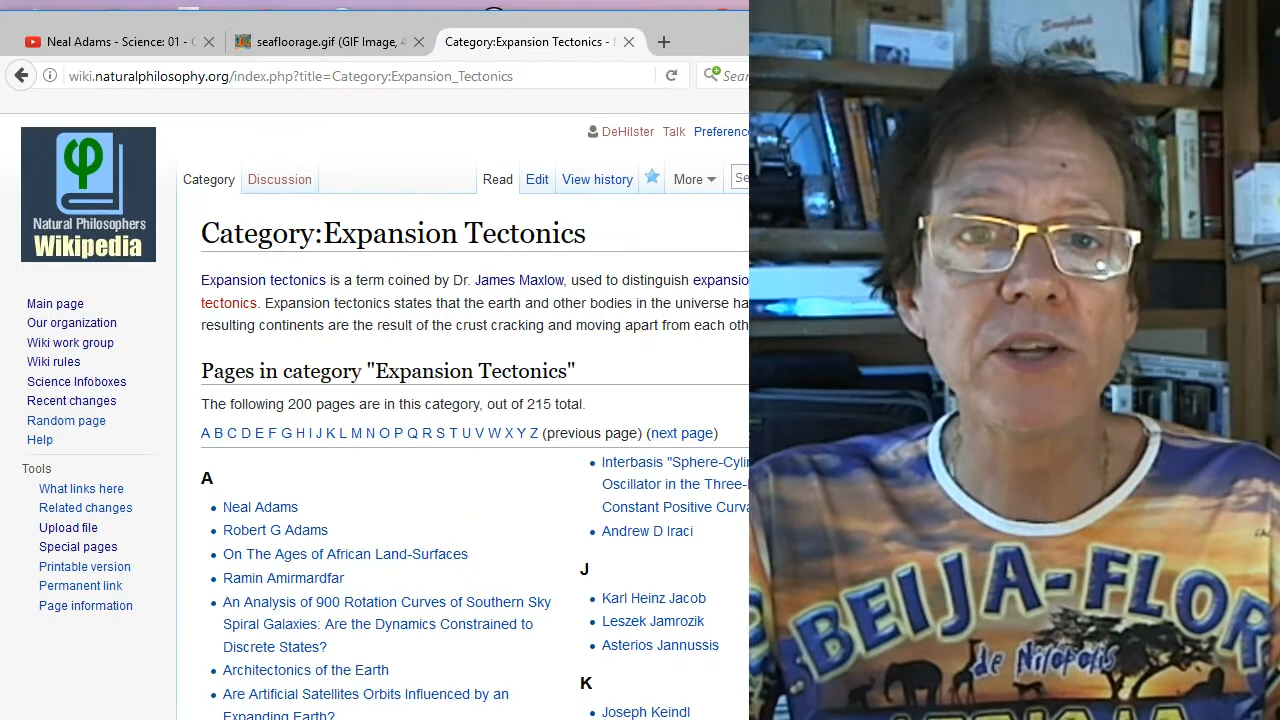 Neal Adams - Science: 01 - C
seafloorage.gif (GIF Image, 4
Category:Expansion Tectonics -
wiki.naturalphilosophy.org/index.php?title=Category:Expansion_Tectonics
Sear
DeHilster Talk Preference
Natural Philosophers
Wikipedia
Category Discussion Read Edit View history More Se
Category:Expansion Tectonics
Expansion tectonics is a term coined by Dr. James Maxlow, used to distinguish expansio
tectonics. Expansion tectonics states that the earth and other bodies in the universe ha
resulting continents are the result of the crust cracking and moving apart from each oth
Main page
Our organization
Wiki work group
Wiki rules
Science Infoboxes
Recent changes
Random page
Help
Tools
What links here
Related changes
Upload file
Special pages
Printable version
Permanent link
Page information
Pages in category "Expansion Tectonics"
The following 200 pages are in this category, out of 215 total.
A B C D E F G H I J K L M N O P Q R S T U V W X Y Z (previous page) (next page)
A
Neal Adams
Robert G Adams
On The Ages of African Land-Surfaces
Ramin Amirmardfar
An Analysis of 900 Rotation Curves of Southern Sky
Spiral Galaxies: Are the Dynamics Constrained to
Discrete States?
Architectonics of the Earth
Are Artificial Satellites Orbits Influenced by an
Expanding Earth?
Interbasis "Sphere-Cylin
Oscillator in the Three-
Constant Positive Curva
Andrew D Iraci
J
Karl Heinz Jacob
Leszek Jamrozik
Asterios Jannussis
K
Joseph Keindl
Songbook
BEIJA-FLOR
de Nilópolis